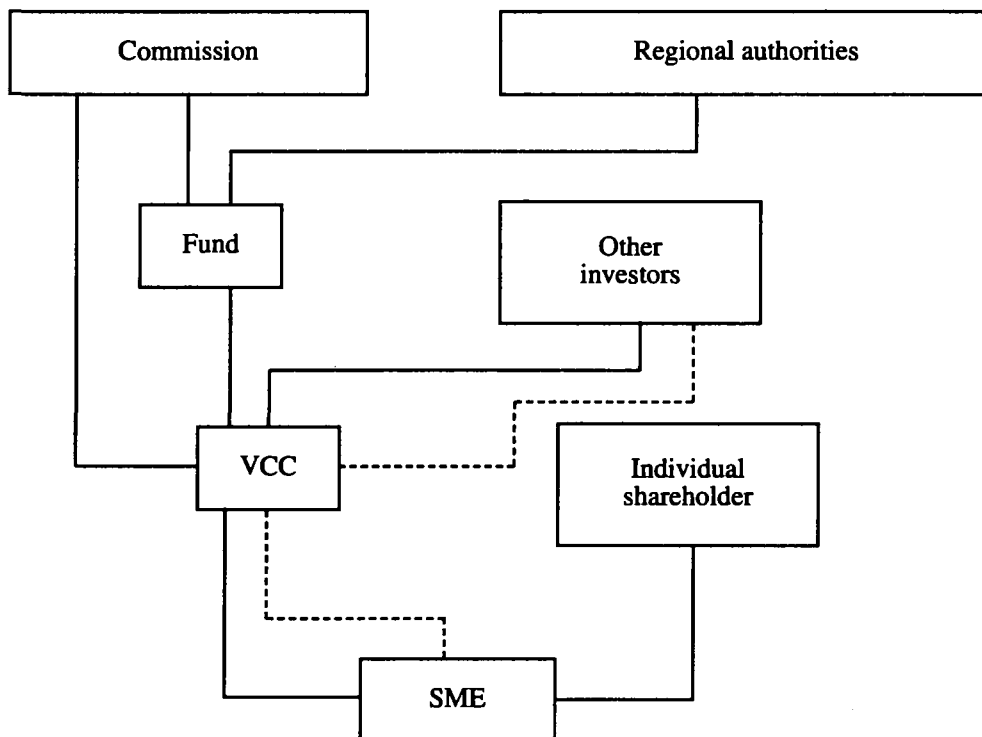 Commission
Regional authorities
Fund
Other
investors
VCC
Individual
shareholder
SME